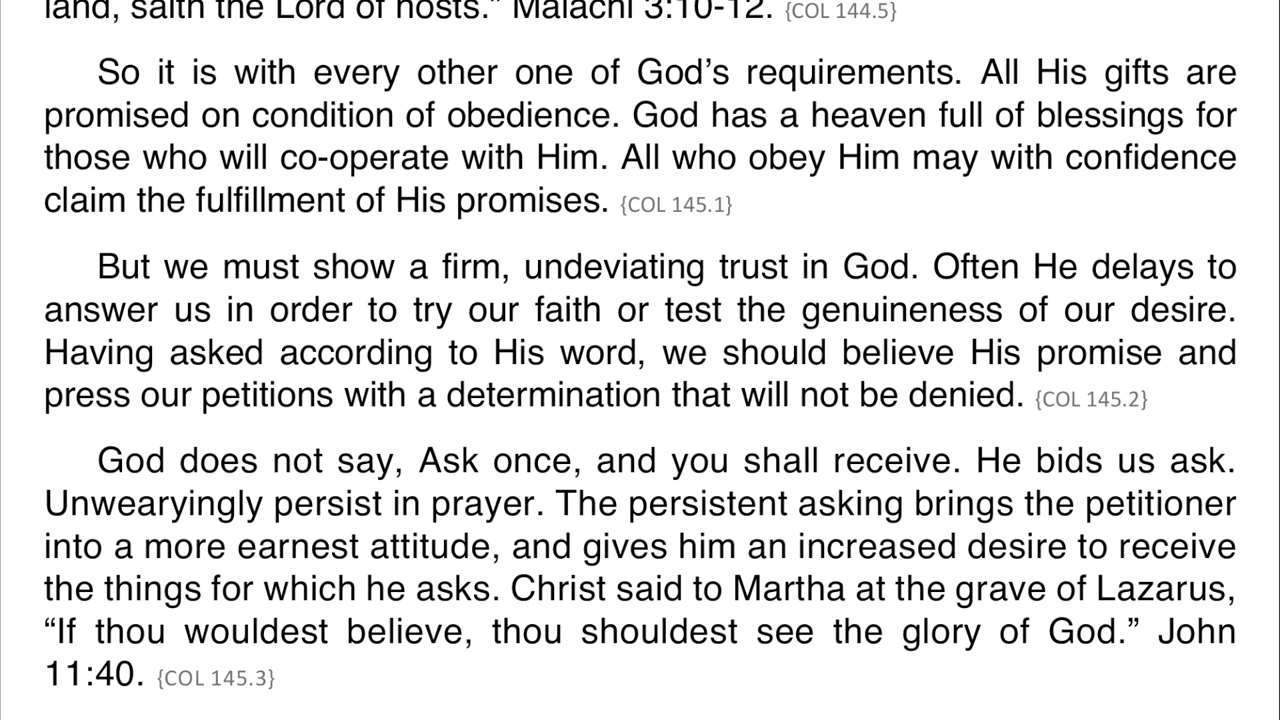 land, saith the Lord of hosts.” Malachi 3:10-12. {COL 144.5}
So it is with every other one of God’s requirements. All His gifts are
promised on condition of obedience. God has a heaven full of blessings for
those who will co-operate with Him. All who obey Him may with confidence
claim the fulfillment of His promises. {COL 145.1}
But we must show a firm, undeviating trust in God. Often He delays to
answer us in order to try our faith or test the genuineness of our desire.
Having asked according to His word, we should believe His promise and
press our petitions with a determination that will not be denied. {COL 145.2}
God does not say, Ask once, and you shall receive. He bids us ask.
Unwearyingly persist in prayer. The persistent asking brings the petitioner
into a more earnest attitude, and gives him an increased desire to receive
the things for which he asks. Christ said to Martha at the grave of Lazarus,
“If thou wouldest believe, thou shouldest see the glory of God.” John
11:40. {COL 145.3}